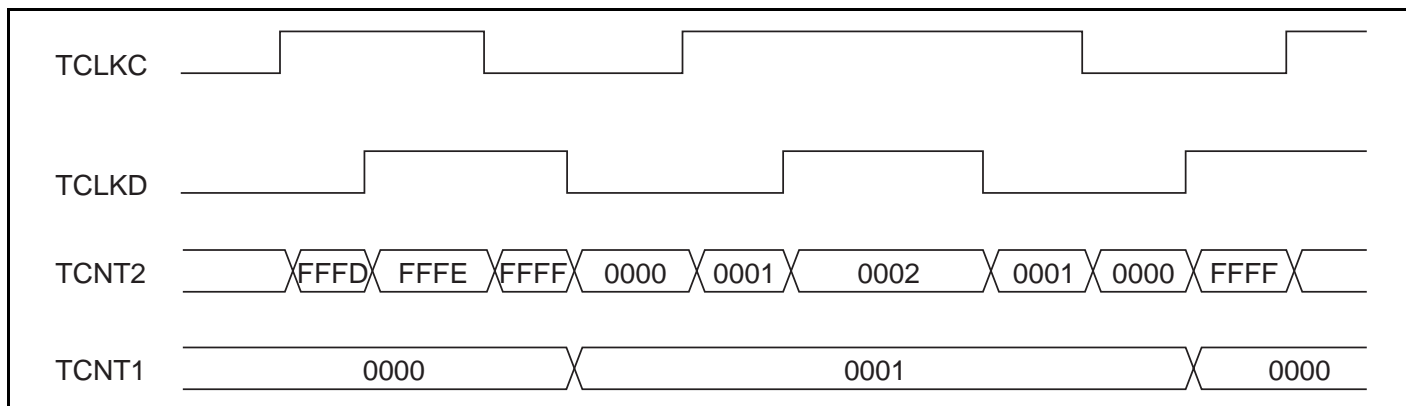 TCLKC
TCLKD
TCNT2 FFFD FFFE FFFF 0000 0001 0002 0001 0000 FFFF
TCNT1 0000 0001 0000